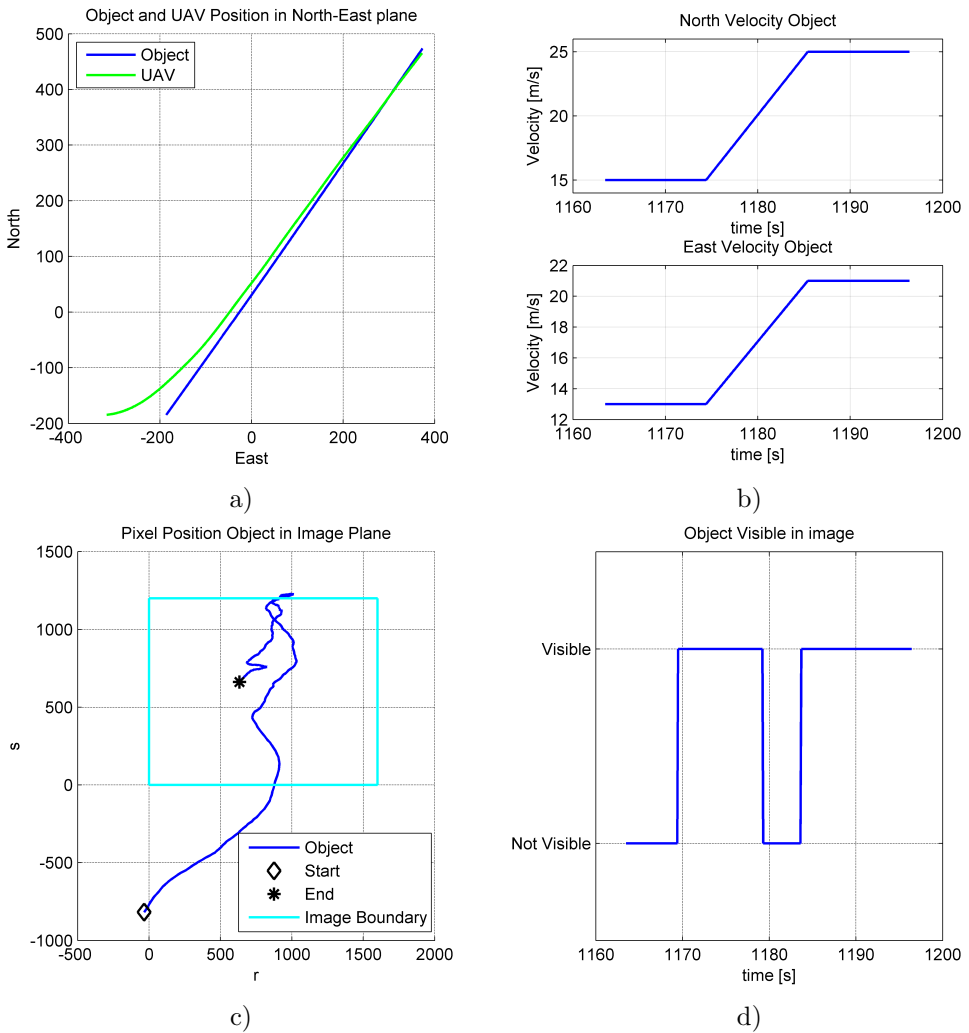 Object and UAV Position in North-East plane
500
400
300
200
100
0
-100
-200
-400
-200
0
200
400
North
East
Object
UAV
a)
North Velocity Object
25
20
15
1160
1170
1180
1190
1200
Velocity [m/s]
time [s]
East Velocity Object
22
20
18
16
14
12
1160
1170
1180
1190
1200
Velocity [m/s]
time [s]
b)
Pixel Position Object in Image Plane
1500
1000
500
0
-500
-1000
-500
0
500
1000
1500
2000
s
r
Object
Start
End
Image Boundary
c)
Object Visible in image
Visible
Not Visible
1160
1170
1180
1190
1200
time [s]
d)